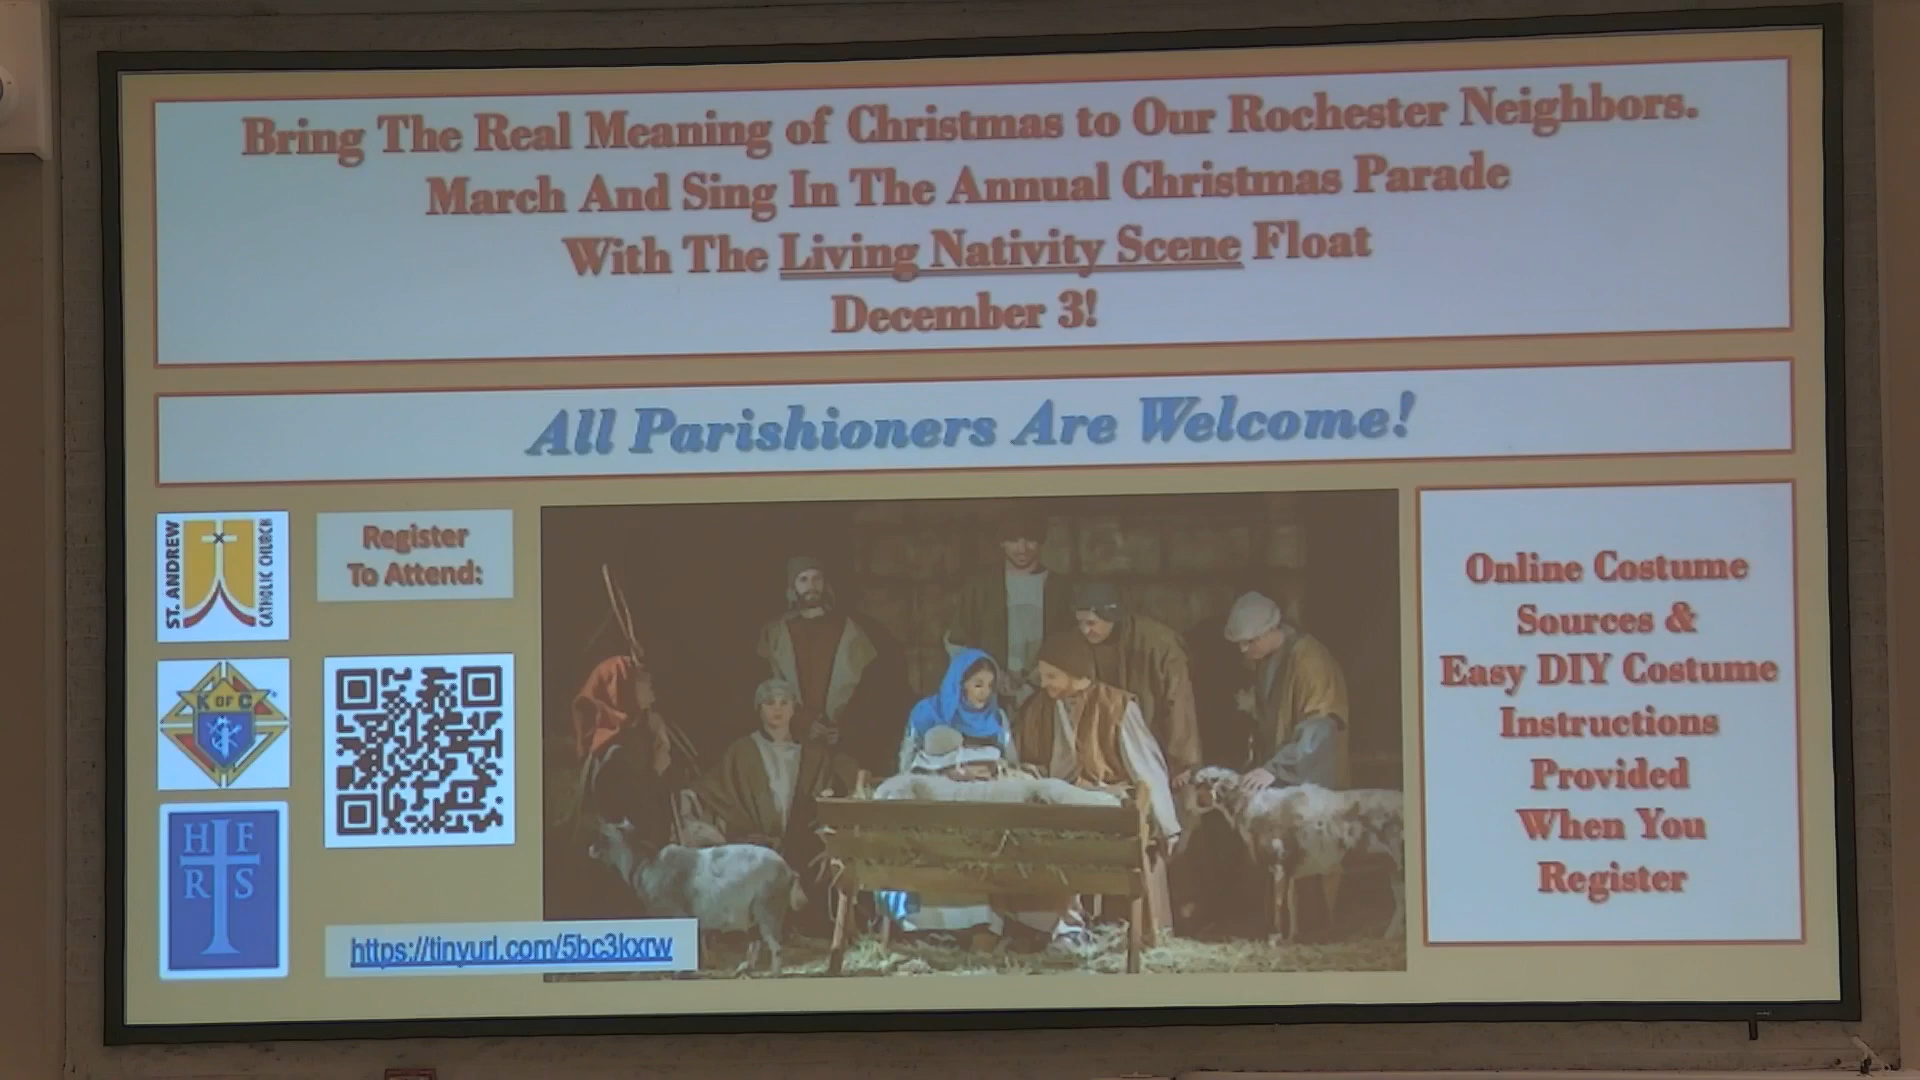 Bring The Real Meaning of Christmas to Our Rochester Neighbors.
March And Sing In The Annual Christmas Parade
With The Living Nativity Scene Float
December 3!
All Parishioners Are Welcome!
ST. ANDREW
CATHOLIC CHURCH
Register
To Attend:
K OF C
H F
R S
https://tinyurl.com/5bc3kxrw
Online Costume
Sources &
Easy DIY Costume
Instructions
Provided
When You
Register